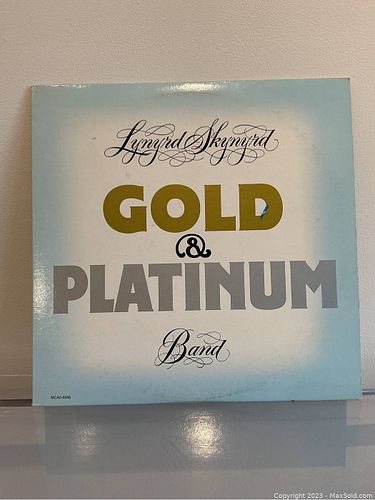 Lynyrd Skynyrd
GOLD
&
PLATINUM
Band
Copyright 2023 - MaxSold.com